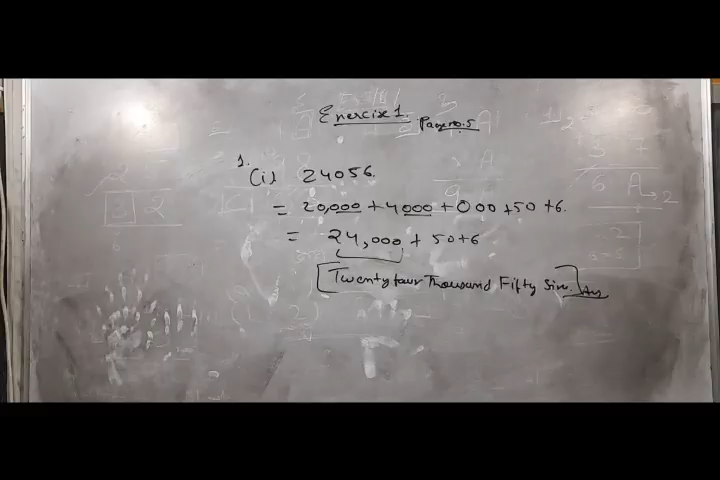 Exercise 1.
Page no. 5
1.
(i) 24056.
= 20,000 + 4000 + 000 + 50 + 6.
= 24,000 + 50 + 6
Twenty four Thousand Fifty Six. Ans